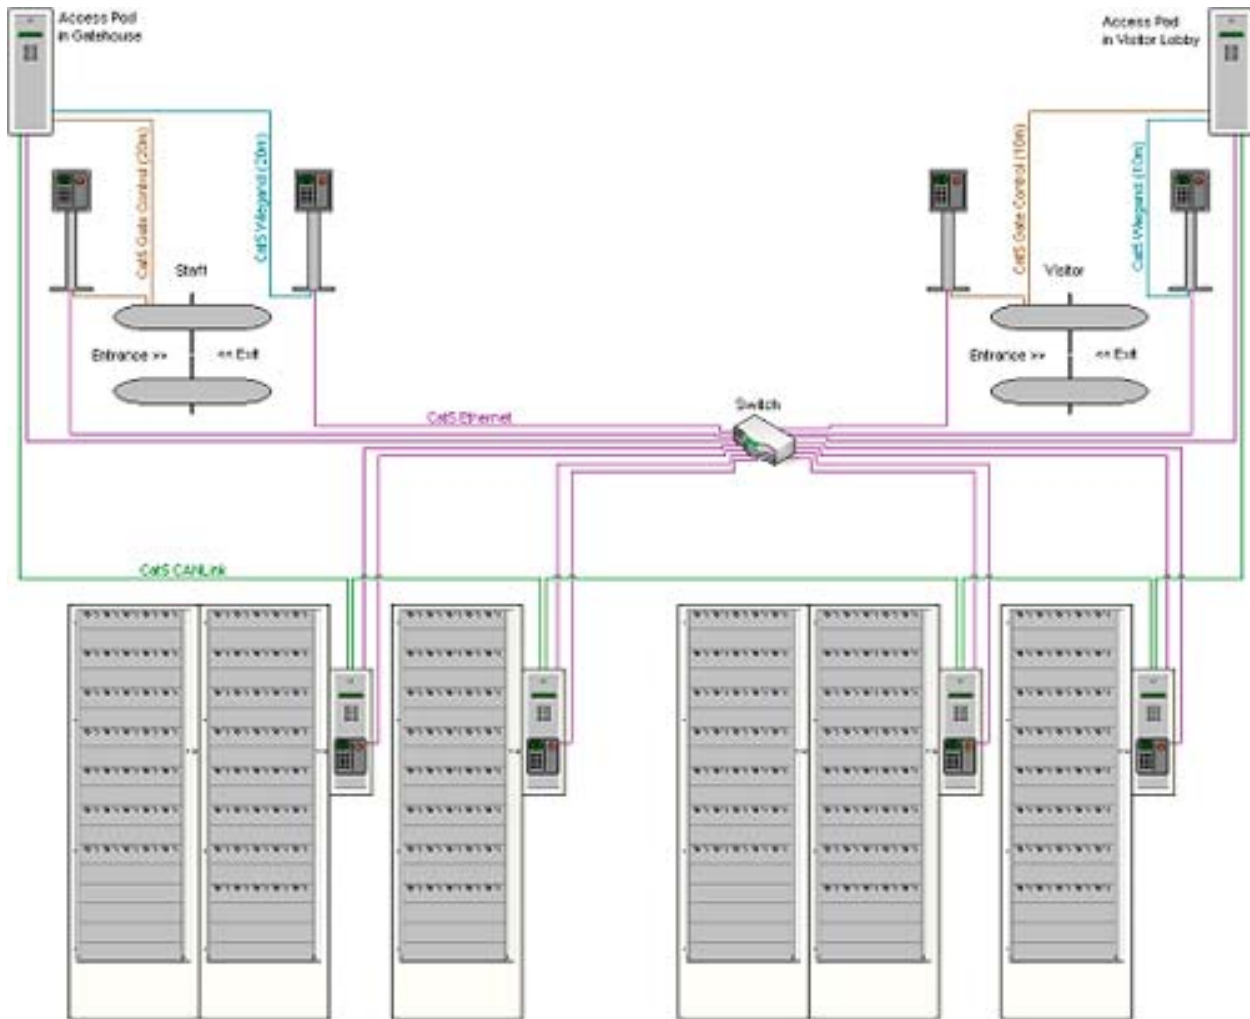 Access Pod
in Gatehouse
Access Pod
in Visitor Lobby
Cat5 Gate Control (20m)
Cat5 Wiegand (20m)
Cat5 Gate Control (10m)
Cat5 Wiegand (10m)
Staff
Visitor
Entrance >>
<< Exit
Entrance >>
<< Exit
Switch
Cat5 Ethernet
Cat5 CANLink